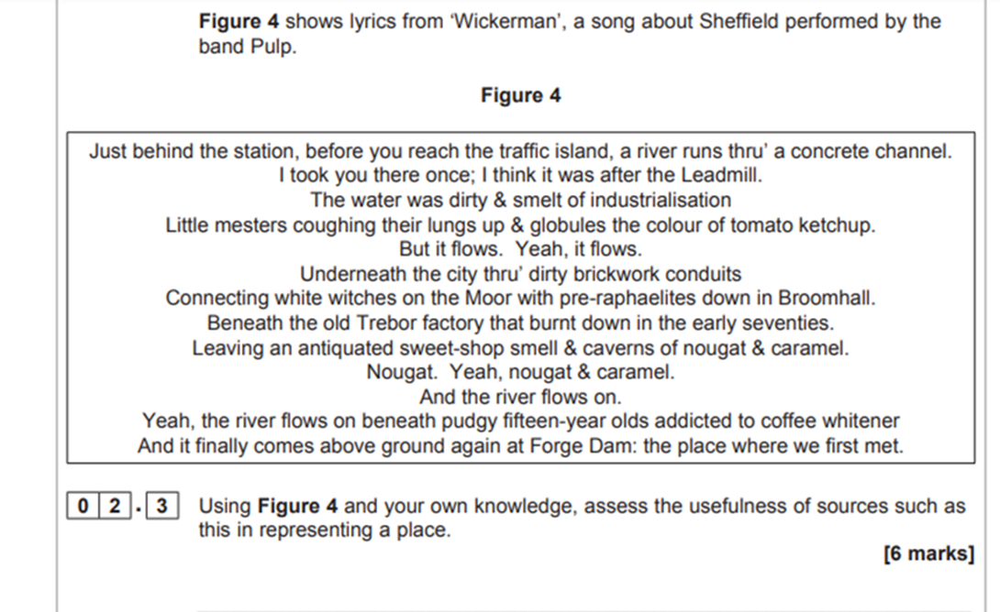 Figure 4 shows lyrics from ‘Wickerman’, a song about Sheffield performed by the
band Pulp.
Figure 4
Just behind the station, before you reach the traffic island, a river runs thru’ a concrete channel.
I took you there once; I think it was after the Leadmill.
The water was dirty & smelt of industrialisation
Little mesters coughing their lungs up & globules the colour of tomato ketchup.
But it flows. Yeah, it flows.
Underneath the city thru’ dirty brickwork conduits
Connecting white witches on the Moor with pre-raphaelites down in Broomhall.
Beneath the old Trebor factory that burnt down in the early seventies.
Leaving an antiquated sweet-shop smell & caverns of nougat & caramel.
Nougat. Yeah, nougat & caramel.
And the river flows on.
Yeah, the river flows on beneath pudgy fifteen-year olds addicted to coffee whitener
And it finally comes above ground again at Forge Dam: the place where we first met.
0 2 . 3 Using Figure 4 and your own knowledge, assess the usefulness of sources such as
this in representing a place.
[6 marks]